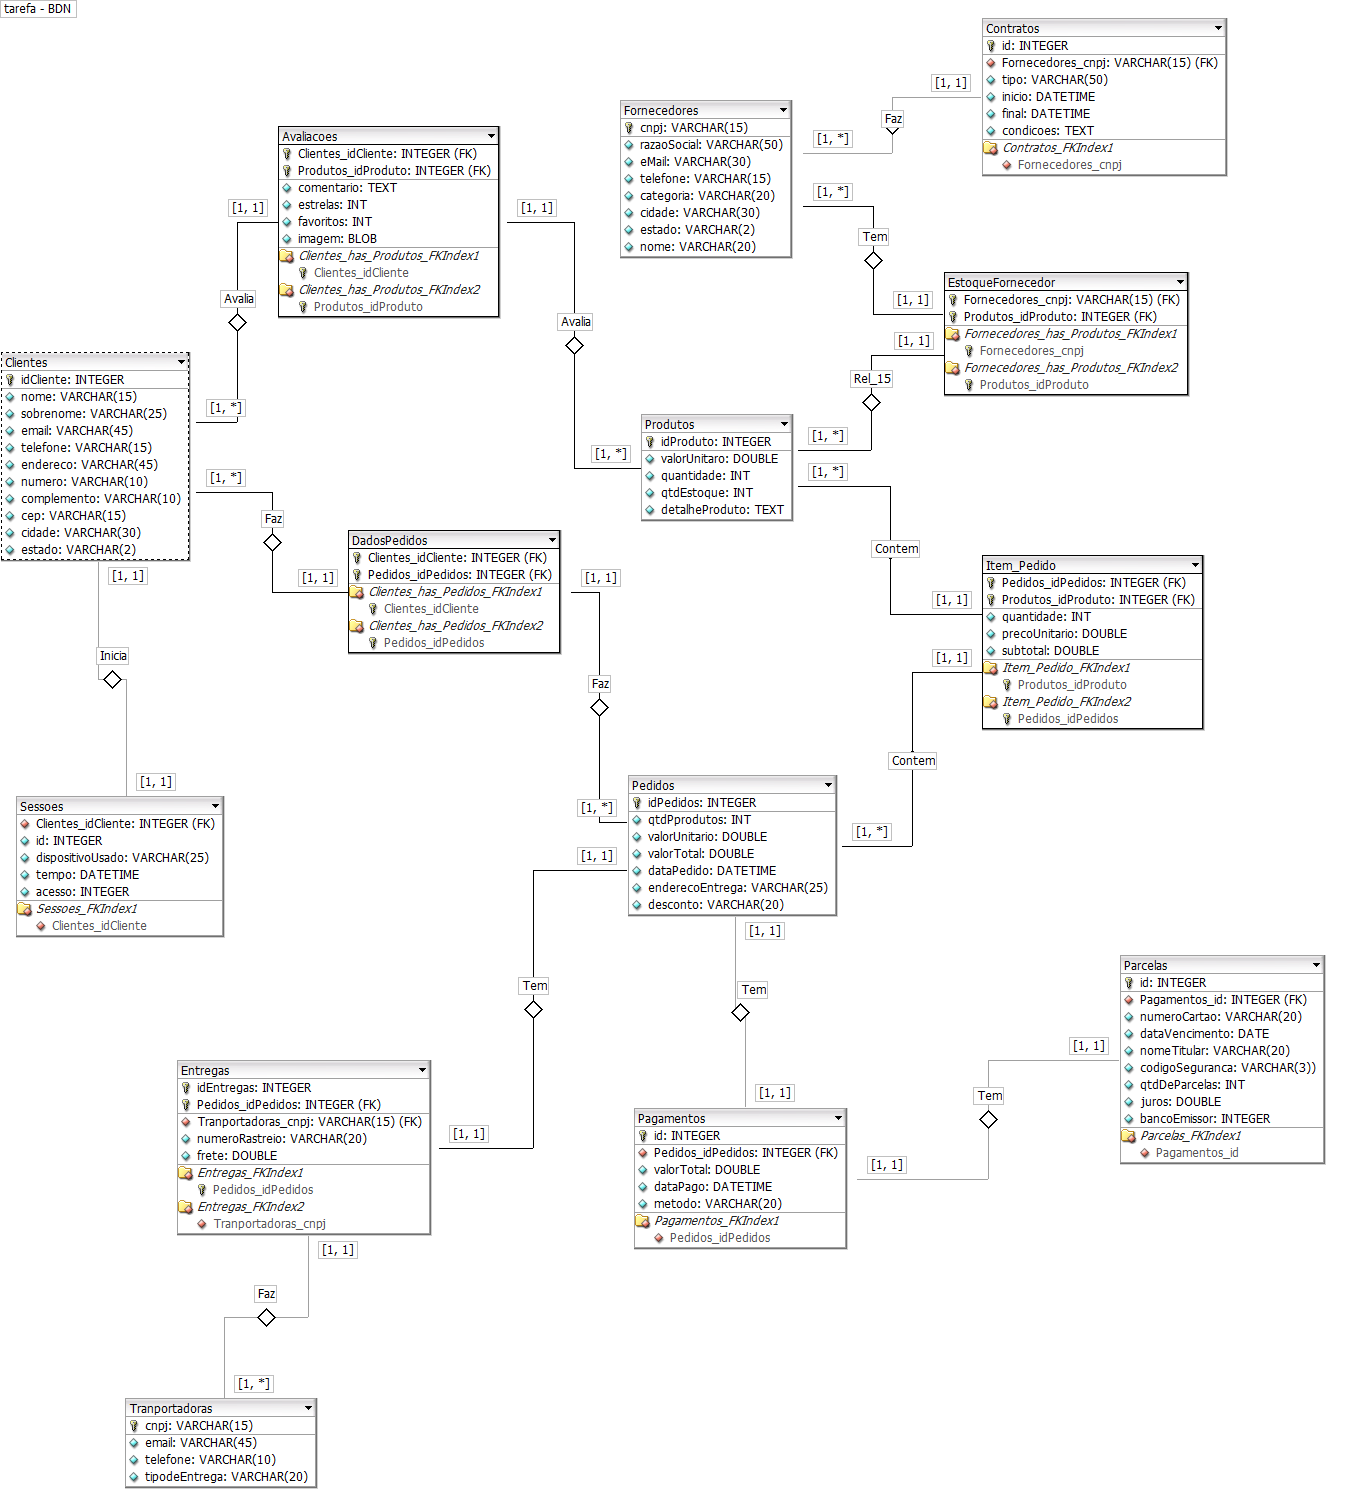 tarefa - BDN
Contratos
id: INTEGER
Fornecedores_cnpj: VARCHAR(15) (FK)
tipo: VARCHAR(50)
inicio: DATETIME
final: DATETIME
condicoes: TEXT
Contratos_FKIndex1
Fornecedores_cnpj
[1, 1]
Faz
[1, *]
Fornecedores
cnpj: VARCHAR(15)
razaoSocial: VARCHAR(50)
eMail: VARCHAR(30)
telefone: VARCHAR(15)
categoria: VARCHAR(20)
cidade: VARCHAR(30)
estado: VARCHAR(2)
nome: VARCHAR(20)
[1, *]
Tem
[1, 1]
Avaliacoes
Clientes_idCliente: INTEGER (FK)
Produtos_idProduto: INTEGER (FK)
comentario: TEXT
estrelas: INT
favoritos: INT
imagem: BLOB
Clientes_has_Produtos_FKIndex1
Clientes_idCliente
Clientes_has_Produtos_FKIndex2
Produtos_idProduto
[1, 1]
Avalia
[1, *]
[1, 1]
Avalia
[1, *]
EstoqueFornecedor
Fornecedores_cnpj: VARCHAR(15) (FK)
Produtos_idProduto: INTEGER (FK)
Fornecedores_has_Produtos_FKIndex1
Fornecedores_cnpj
Fornecedores_has_Produtos_FKIndex2
Produtos_idProduto
[1, 1]
Rel_15
[1, *]
Clientes
idCliente: INTEGER
nome: VARCHAR(15)
sobrenome: VARCHAR(25)
email: VARCHAR(45)
telefone: VARCHAR(15)
endereco: VARCHAR(45)
numero: VARCHAR(10)
complemento: VARCHAR(10)
cep: VARCHAR(15)
cidade: VARCHAR(30)
estado: VARCHAR(2)
Produtos
idProduto: INTEGER
valorUnitaro: DOUBLE
quantidade: INT
qtdEstoque: INT
detalheProduto: TEXT
[1, *]
Contem
[1, 1]
[1, *]
Faz
[1, 1]
DadosPedidos
Clientes_idCliente: INTEGER (FK)
Pedidos_idPedidos: INTEGER (FK)
Clientes_has_Pedidos_FKIndex1
Clientes_idCliente
Clientes_has_Pedidos_FKIndex2
Pedidos_idPedidos
[1, 1]
Faz
[1, *]
Item_Pedido
Pedidos_idPedidos: INTEGER (FK)
Produtos_idProduto: INTEGER (FK)
quantidade: INT
precoUnitario: DOUBLE
subtotal: DOUBLE
Item_Pedido_FKIndex1
Produtos_idProduto
Item_Pedido_FKIndex2
Pedidos_idPedidos
[1, 1]
Contem
[1, *]
[1, 1]
Inicia
[1, 1]
Sessoes
Clientes_idCliente: INTEGER (FK)
id: INTEGER
dispositivoUsado: VARCHAR(25)
tempo: DATETIME
acesso: INTEGER
Sessoes_FKIndex1
Clientes_idCliente
Pedidos
idPedidos: INTEGER
qtdPprodutos: INT
valorUnitario: DOUBLE
valorTotal: DOUBLE
dataPedido: DATETIME
enderecoEntrega: VARCHAR(25)
desconto: VARCHAR(20)
[1, 1]
Tem
[1, 1]
[1, 1]
Tem
[1, 1]
Parcelas
id: INTEGER
Pagamentos_id: INTEGER (FK)
numeroCartao: VARCHAR(20)
dataVencimento: DATE
nomeTitular: VARCHAR(20)
codigoSeguranca: VARCHAR(3))
qtdDeParcelas: INT
juros: DOUBLE
bancoEmissor: INTEGER
Parcelas_FKIndex1
Pagamentos_id
[1, 1]
Tem
[1, 1]
Entregas
idEntregas: INTEGER
Pedidos_idPedidos: INTEGER (FK)
Tranportadoras_cnpj: VARCHAR(15) (FK)
numeroRastreio: VARCHAR(20)
frete: DOUBLE
Entregas_FKIndex1
Pedidos_idPedidos
Entregas_FKIndex2
Tranportadoras_cnpj
Pagamentos
id: INTEGER
Pedidos_idPedidos: INTEGER (FK)
valorTotal: DOUBLE
dataPago: DATETIME
metodo: VARCHAR(20)
Pagamentos_FKIndex1
Pedidos_idPedidos
[1, 1]
Faz
[1, *]
Tranportadoras
cnpj: VARCHAR(15)
email: VARCHAR(45)
telefone: VARCHAR(10)
tipodeEntrega: VARCHAR(20)